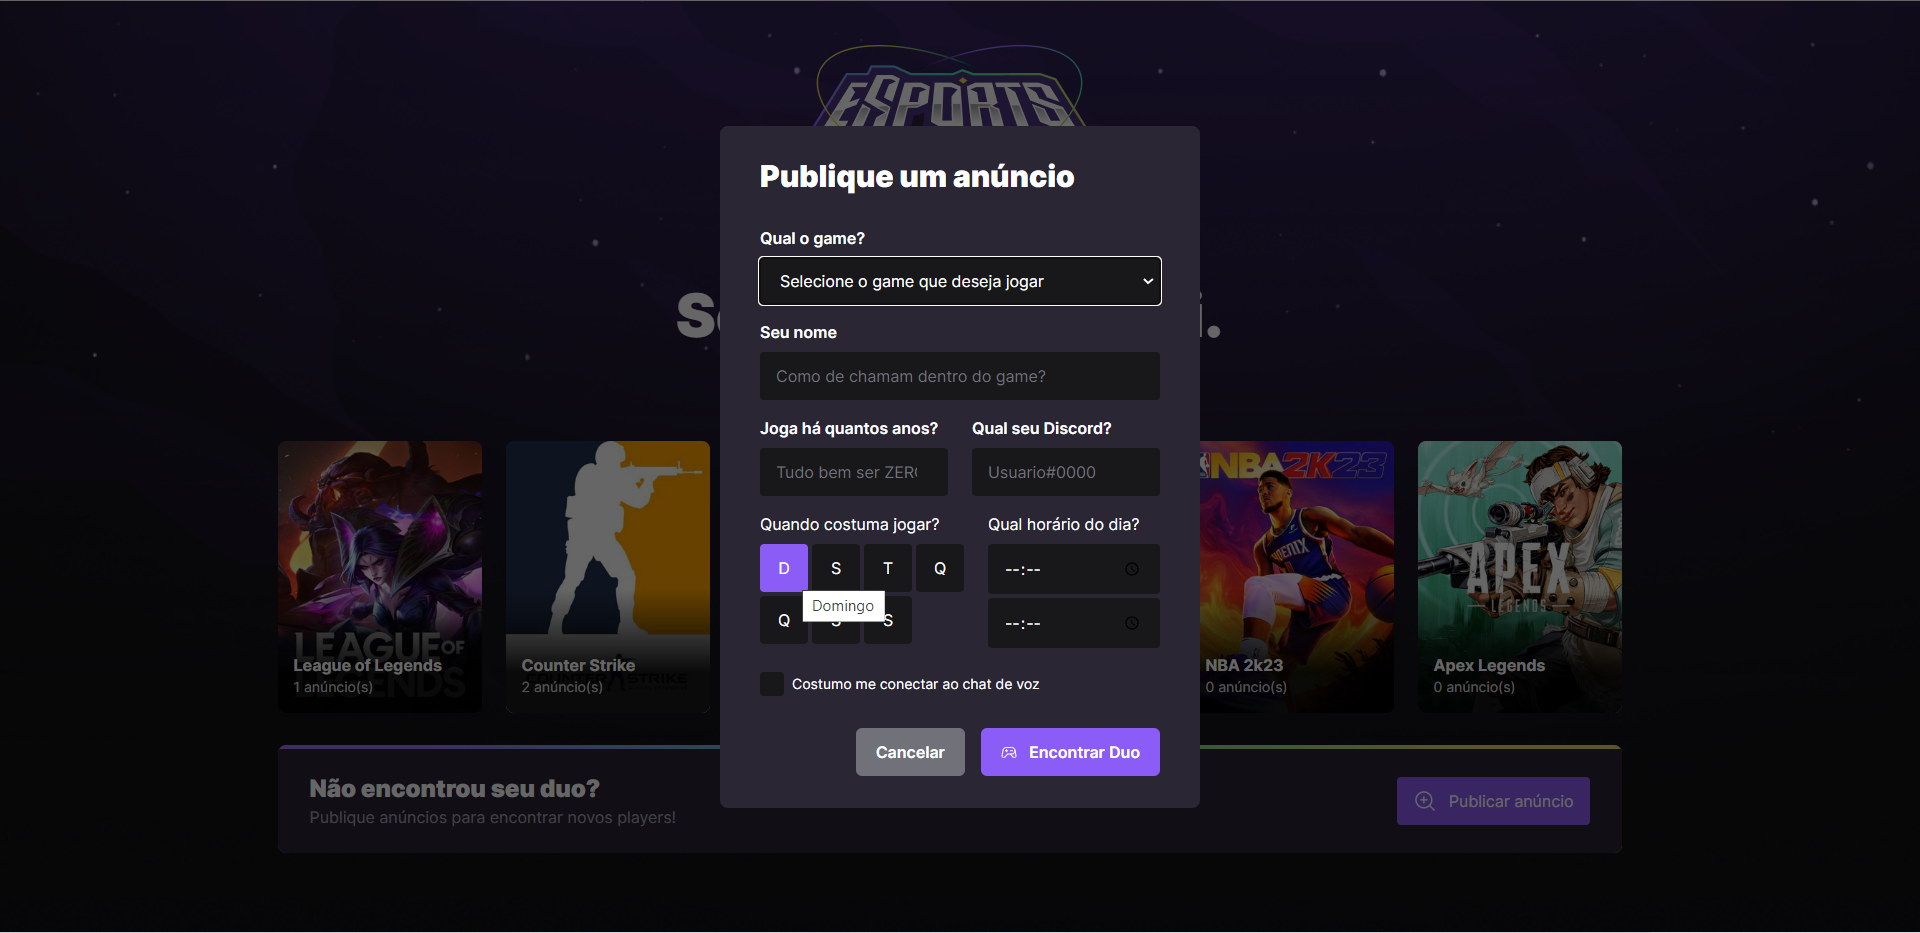 ESPORTS
Publique um anúncio
Qual o game?
Selecione o game que deseja jogar
Seu nome
Como de chamam dentro do game?
Joga há quantos anos? Qual seu Discord?
Tudo bem ser ZERO Usuario#0000
Quando costuma jogar? Qual horário do dia?
D S T Q --:--
Domingo
Q S S --:--
Costumo me conectar ao chat de voz
Cancelar Encontrar Duo
i.
LEAGUE OF LEGENDS
League of Legends
1 anúncio(s)
COUNTER STRIKE
Counter Strike
2 anúncio(s)
NBA 2K23
PHOENIX
NBA 2k23
0 anúncio(s)
APEX
LEGENDS
Apex Legends
0 anúncio(s)
Não encontrou seu duo?
Publique anúncios para encontrar novos players!
Publicar anúncio